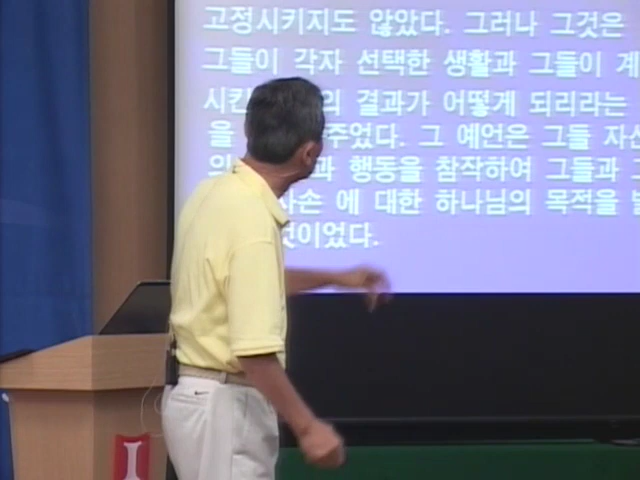 고정시키지도 않았다. 그러나 그것은
그들이 각자 선택한 생활과 그들이 계
시킨 의 결과가 어떻게 되리라는
을 주었다. 그 예언은 그들 자신
의 과 행동을 참작하여 그들과
자손 에 대한 하나님의 목적을
것이었다.